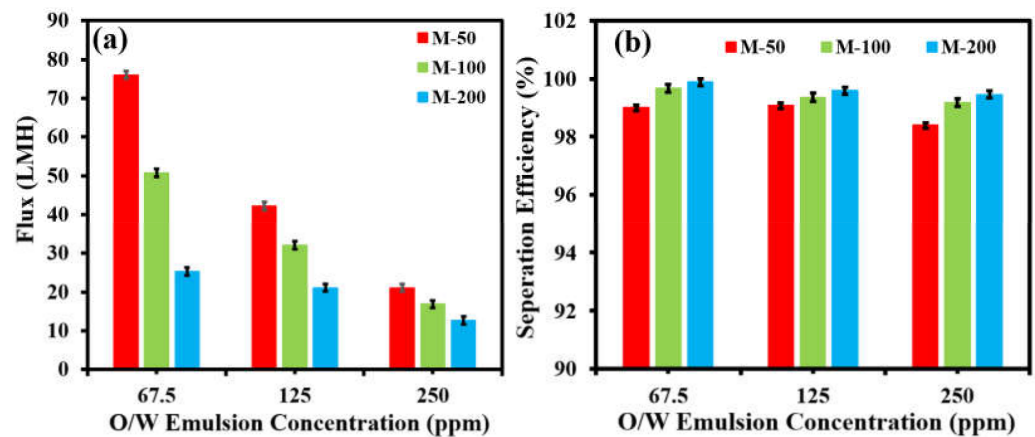 (a)
M-50
M-100
M-200
Flux (LMH)
90
80
70
60
50
40
30
20
10
0
67.5 125 250
O/W Emulsion Concentration (ppm)
(b)
M-50 M-100 M-200
Seperation Efficiency (%)
102
100
98
96
94
92
90
67.5 125 250
O/W Emulsion Concentration (ppm)